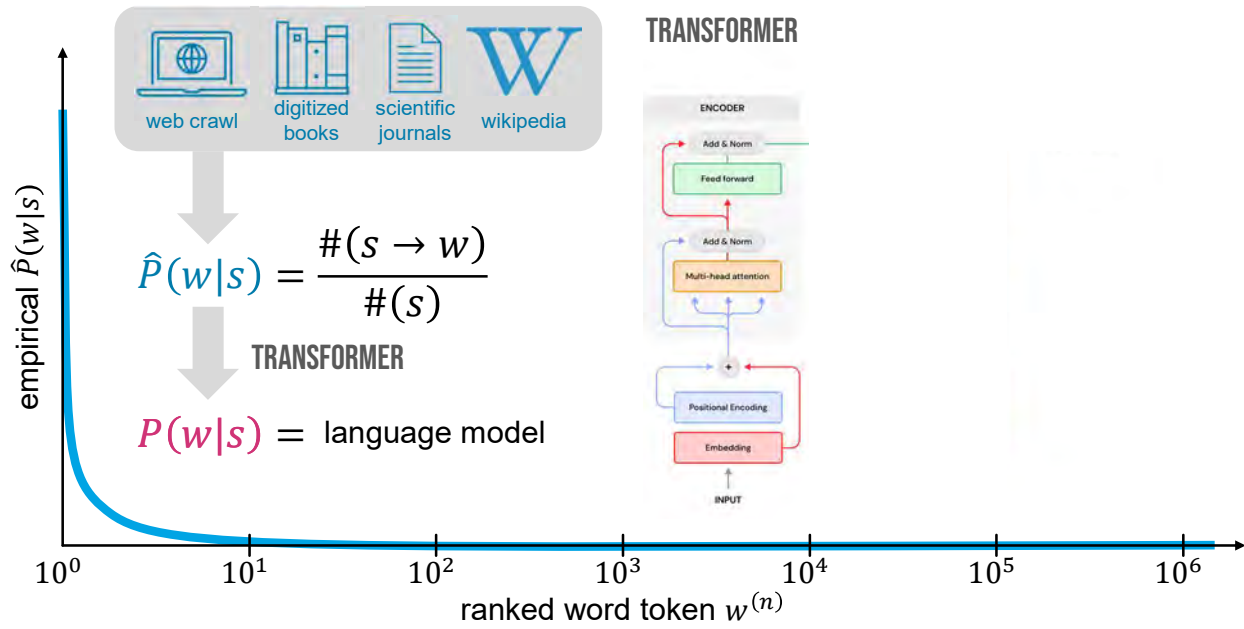 TRANSFORMER
web crawl
digitized
books
scientific
journals
W
wikipedia
ENCODER
Add & Norm
Feed forward
Add & Norm
Multi-head attention
+
Positional Encoding
Embedding
INPUT
empirical P̂(w|s)
P̂(w|s) = #(s → w) / #(s)
TRANSFORMER
P(w|s) = language model
10⁰ 10¹ 10² 10³ 10⁴ 10⁵ 10⁶
ranked word token w⁽ⁿ⁾